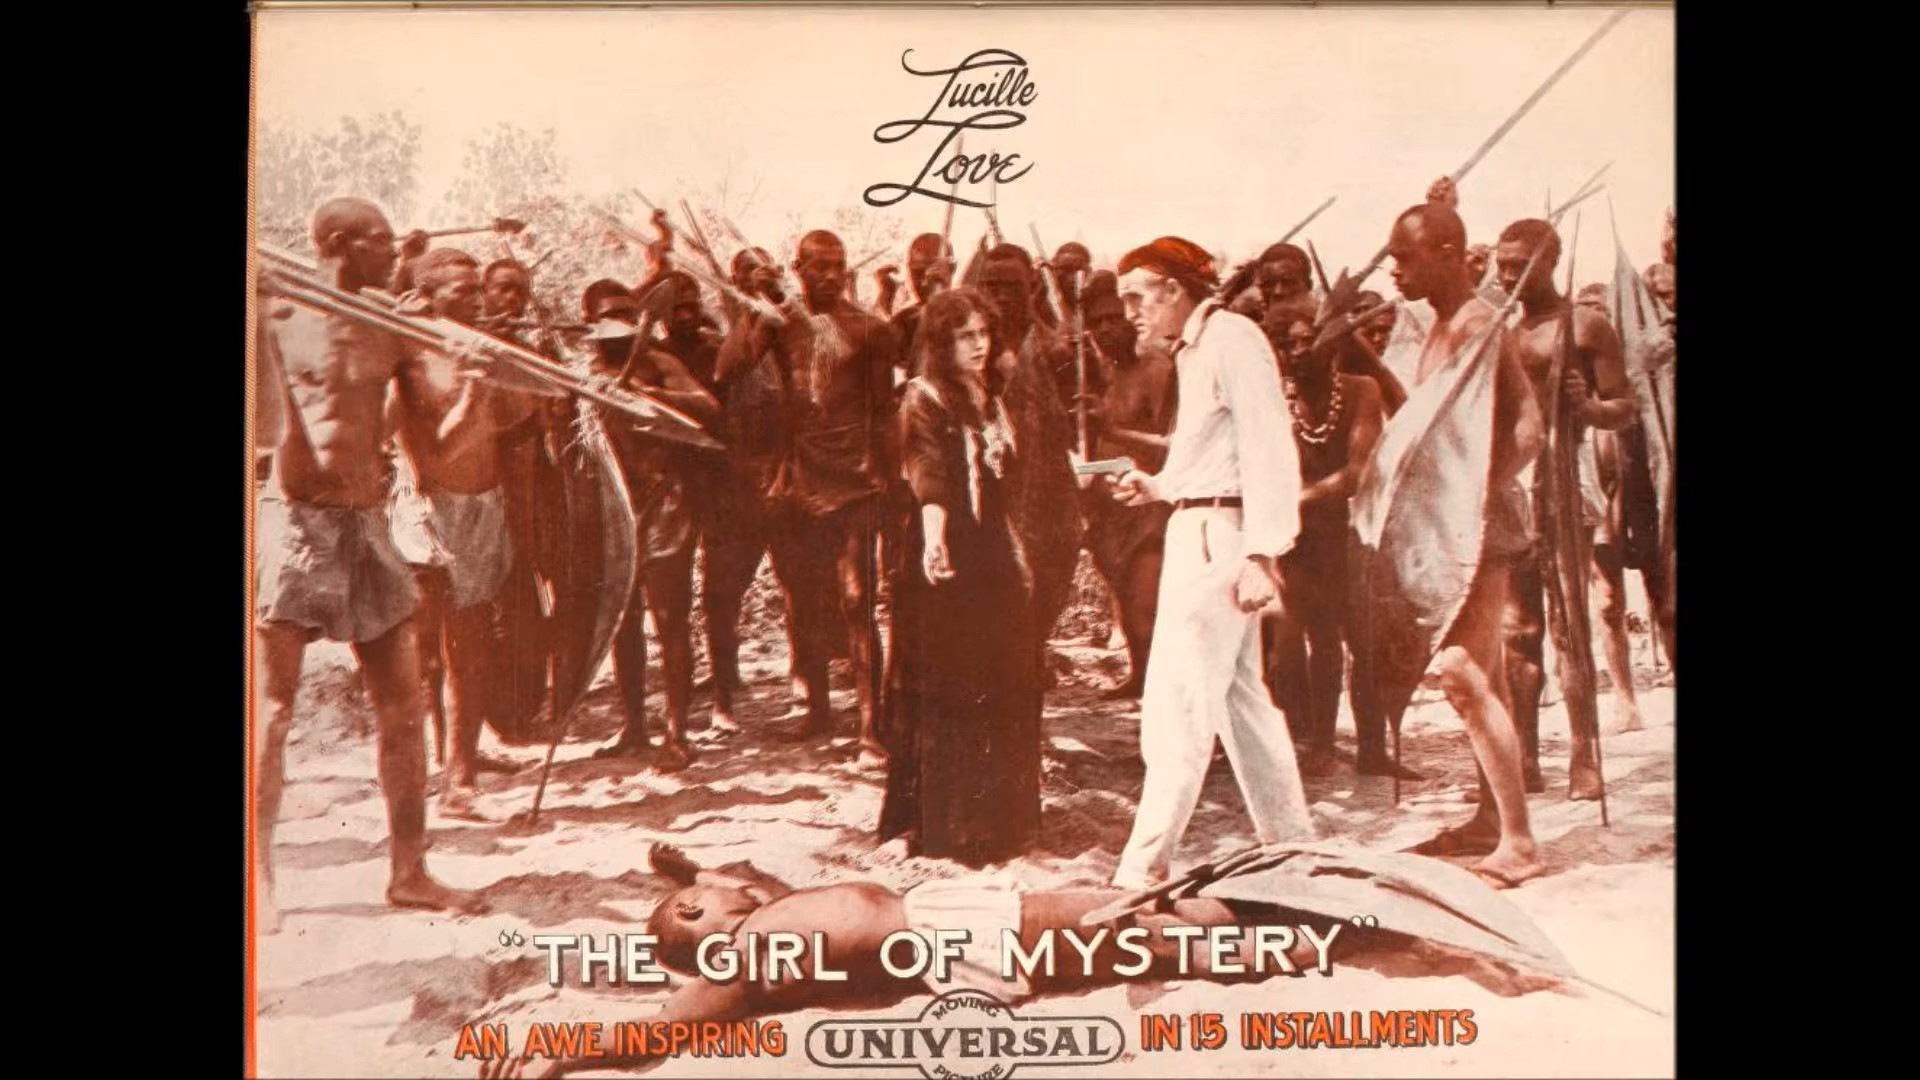 Lucille
Love
"THE GIRL OF MYSTERY"
AN AWE INSPIRING
MOVING
UNIVERSAL
PICTURE
IN 15 INSTALLMENTS